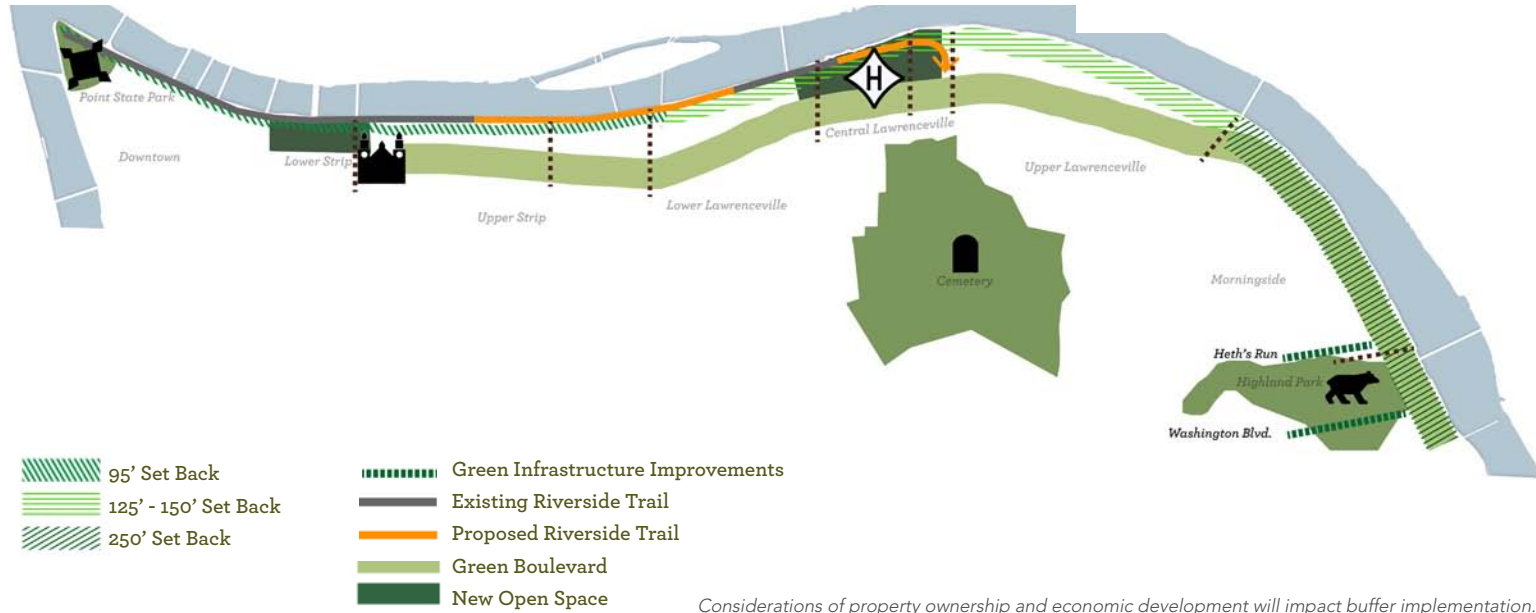 Point State Park
Downtown
Lower Strip
Upper Strip
Lower Lawrenceville
H
Central Lawrenceville
Upper Lawrenceville
Cemetery
Morningside
Heth's Run
Highland Park
Washington Blvd.
95' Set Back
125' - 150' Set Back
250' Set Back
Green Infrastructure Improvements
Existing Riverside Trail
Proposed Riverside Trail
Green Boulevard
New Open Space
Considerations of property ownership and economic development will impact buffer implementation.